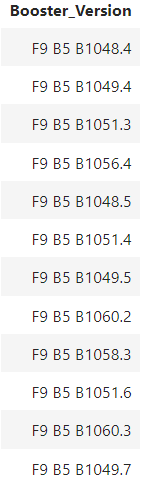 Booster_Version
F9 B5 B1048.4
F9 B5 B1049.4
F9 B5 B1051.3
F9 B5 B1056.4
F9 B5 B1048.5
F9 B5 B1051.4
F9 B5 B1049.5
F9 B5 B1060.2
F9 B5 B1058.3
F9 B5 B1051.6
F9 B5 B1060.3
F9 B5 B1049.7